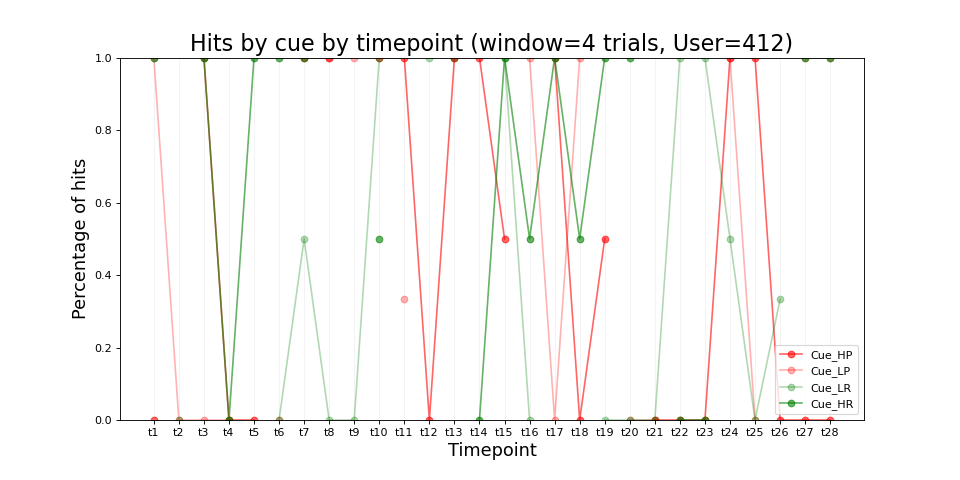 Hits by cue by timepoint (window=4 trials, User=412)
Percentage of hits
1.0
0.8
0.6
0.4
0.2
0.0
Cue_HP
Cue_LP
Cue_LR
Cue_HR
t1 t2 t3 t4 t5 t6 t7 t8 t9 t10 t11 t12 t13 t14 t15 t16 t17 t18 t19 t20 t21 t22 t23 t24 t25 t26 t27 t28
Timepoint